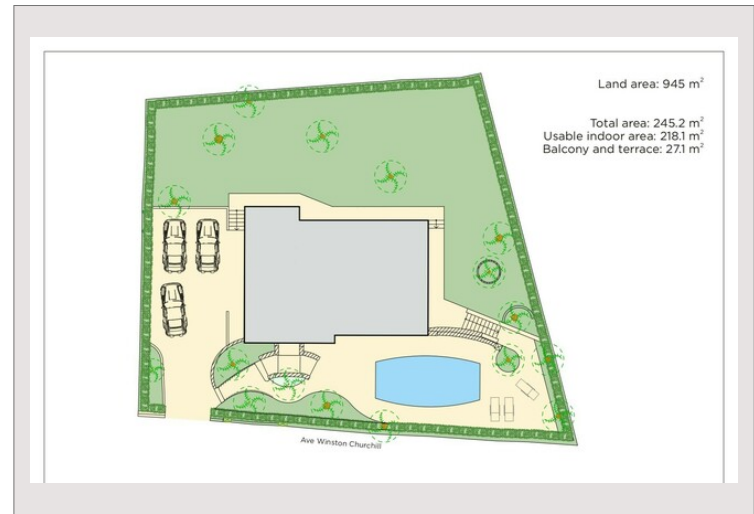 Land area: 945 m²
Total area: 245.2 m²
Usable indoor area: 218.1 m²
Balcony and terrace: 27.1 m²
Ave Winston Churchill